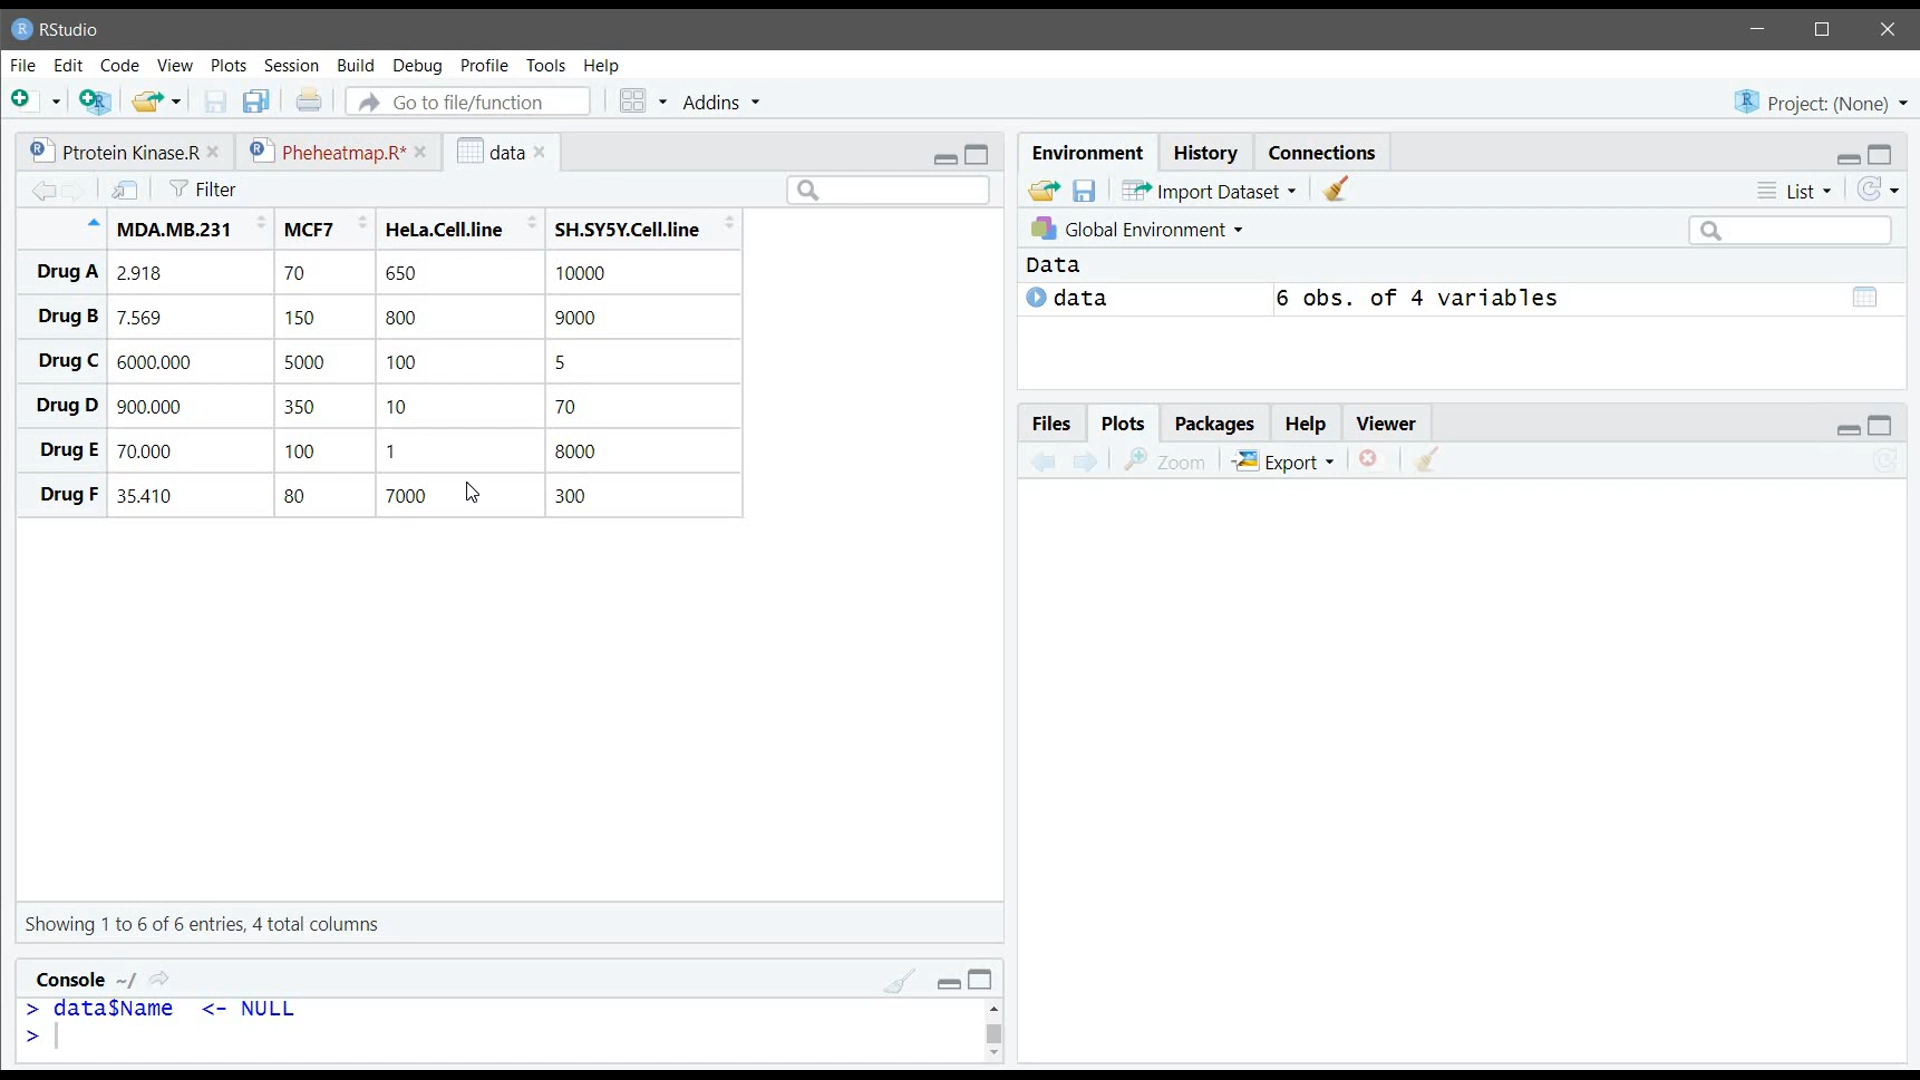 RStudio
File Edit Code View Plots Session Build Debug Profile Tools Help
Go to file/function Addins Project: (None)
Ptrotein Kinase.R Pheheatmap.R* data
Filter
MDA.MB.231 MCF7 HeLa.Cell.line SH.SY5Y.Cell.line
Drug A 2.918 70 650 10000
Drug B 7.569 150 800 9000
Drug C 6000.000 5000 100 5
Drug D 900.000 350 10 70
Drug E 70.000 100 1 8000
Drug F 35.410 80 7000 300
Showing 1 to 6 of 6 entries, 4 total columns
Console ~/
> data$Name <- NULL
>
Environment History Connections
Import Dataset List
Global Environment
Data
data 6 obs. of 4 variables
Files Plots Packages Help Viewer
Zoom Export